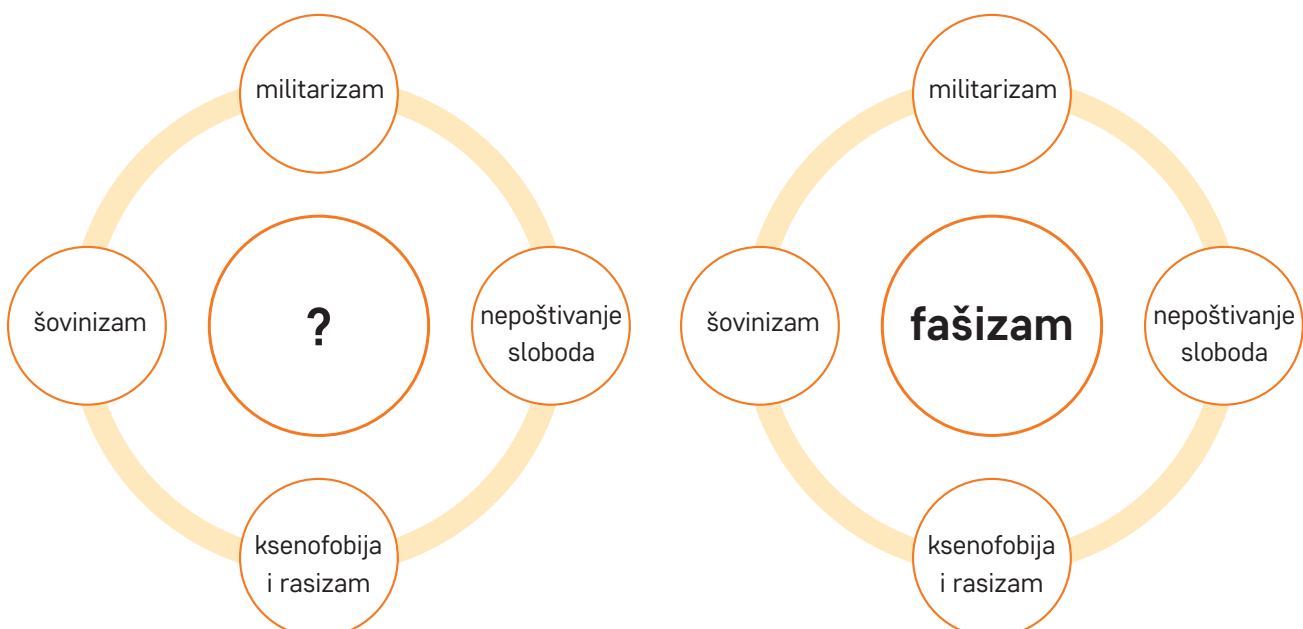 militarizam
šovinizam
?
nepoštivanje
sloboda
ksenofobija
i rasizam
militarizam
šovinizam
fašizam
nepoštivanje
sloboda
ksenofobija
i rasizam